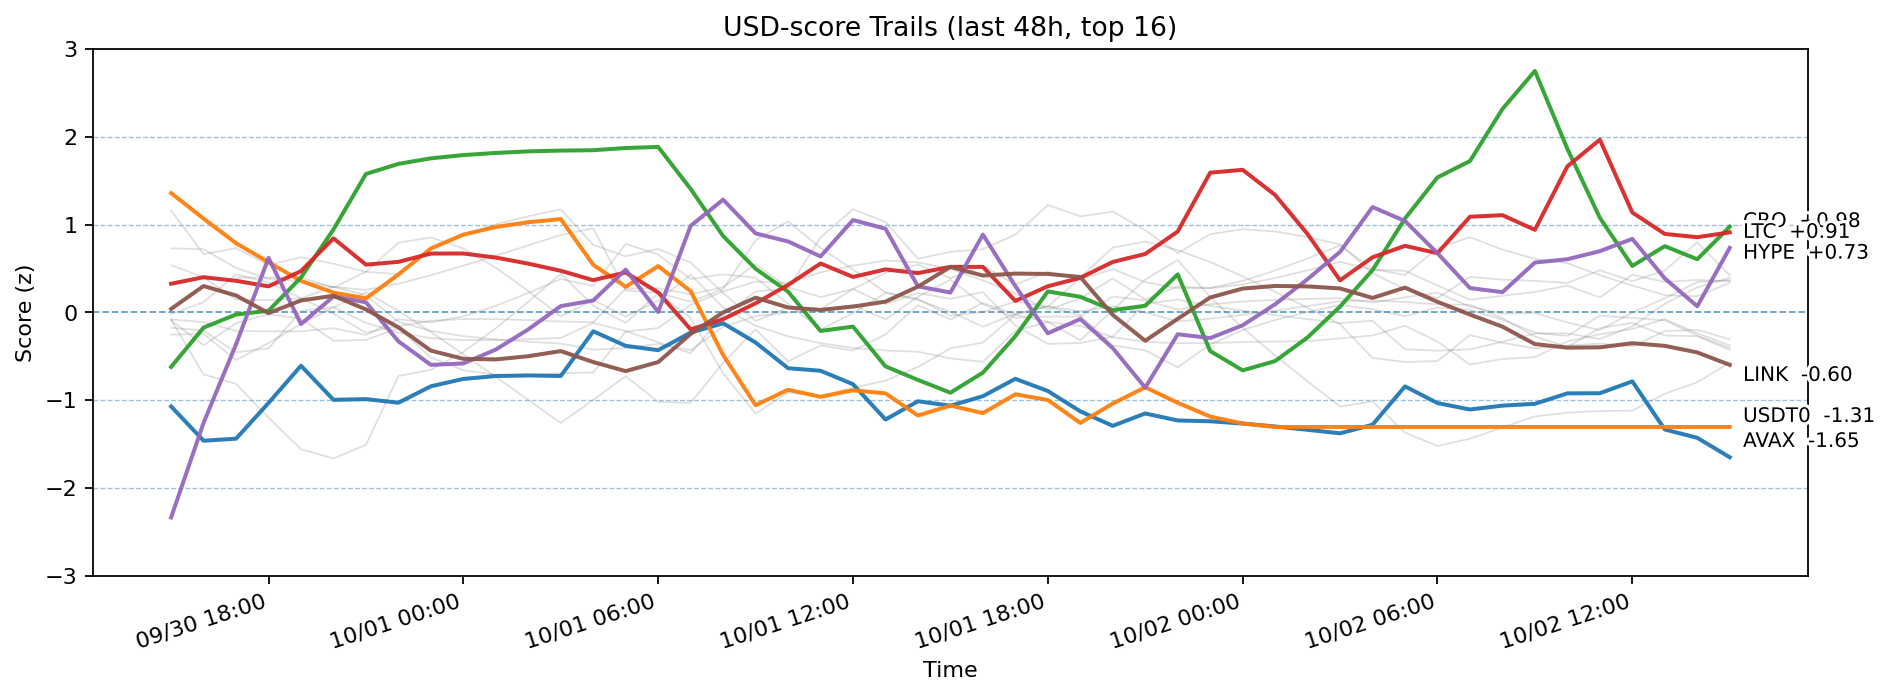 USD-score Trails (last 48h, top 16)
Score (z)
3
2
1
0
−1
−2
−3
CRO +0.98
LTC +0.91
HYPE +0.73
LINK -0.60
USDT0 -1.31
AVAX -1.65
09/30 18:00
10/01 00:00
10/01 06:00
10/01 12:00
10/01 18:00
10/02 00:00
10/02 06:00
10/02 12:00
Time